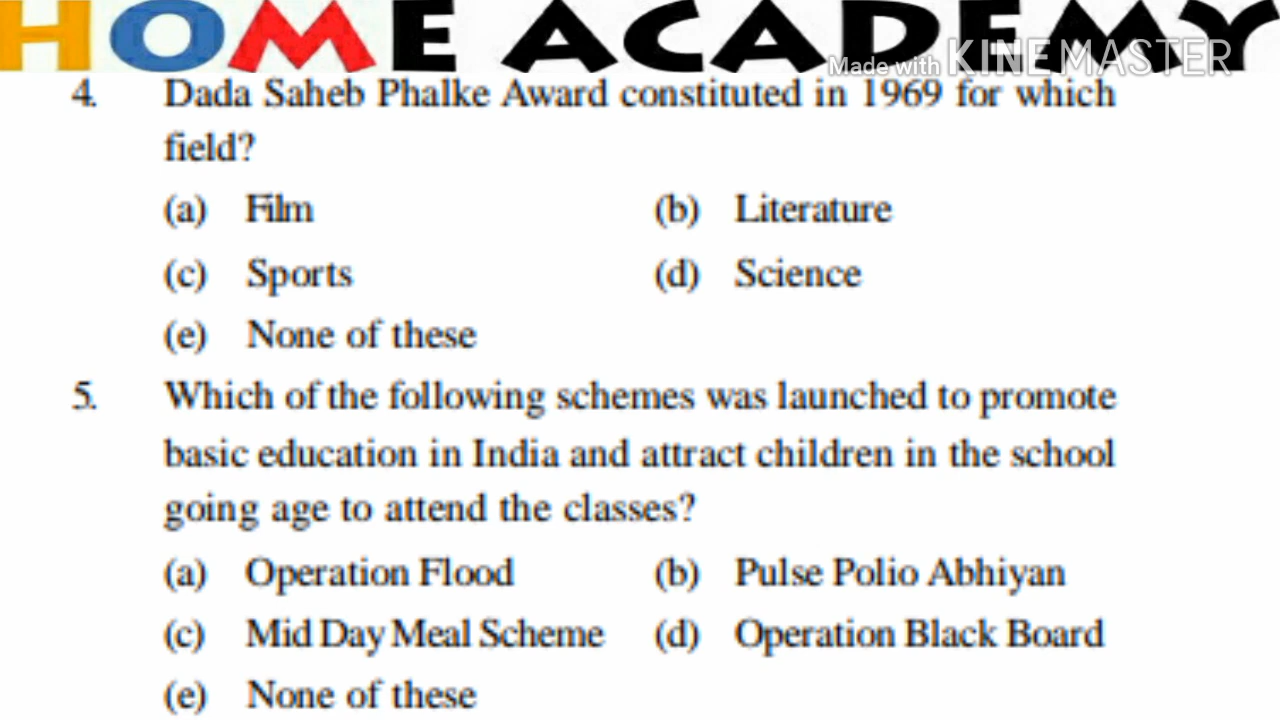 HOME ACADEMY
Made with KINEMASTER
4. Dada Saheb Phalke Award constituted in 1969 for which
field?
(a) Film (b) Literature
(c) Sports (d) Science
(e) None of these
5. Which of the following schemes was launched to promote
basic education in India and attract children in the school
going age to attend the classes?
(a) Operation Flood (b) Pulse Polio Abhiyan
(c) Mid Day Meal Scheme (d) Operation Black Board
(e) None of these